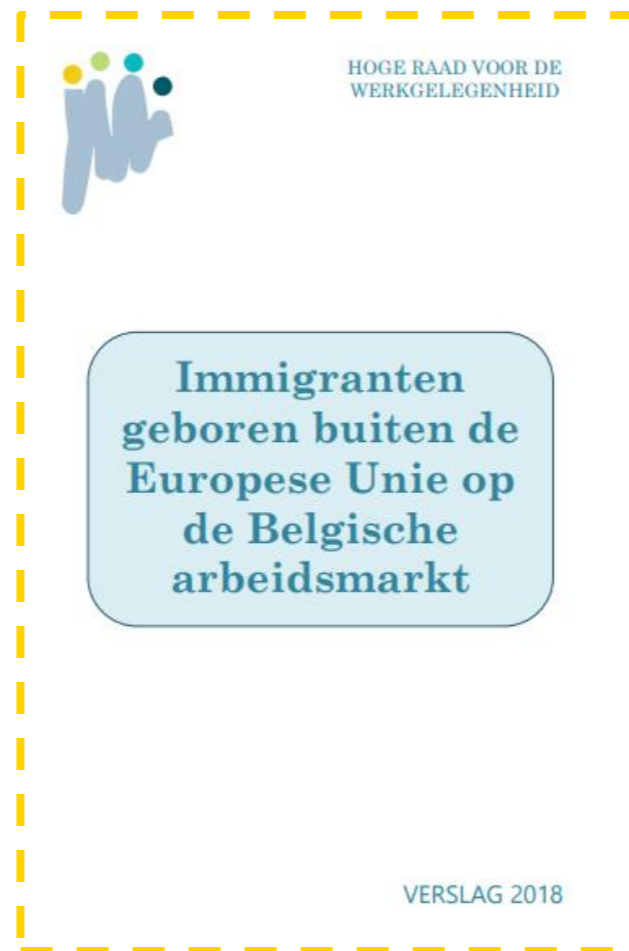 HOGE RAAD VOOR DE
WERKGELEGENHEID
Immigranten
geboren buiten de
Europese Unie op
de Belgische
arbeidsmarkt
VERSLAG 2018